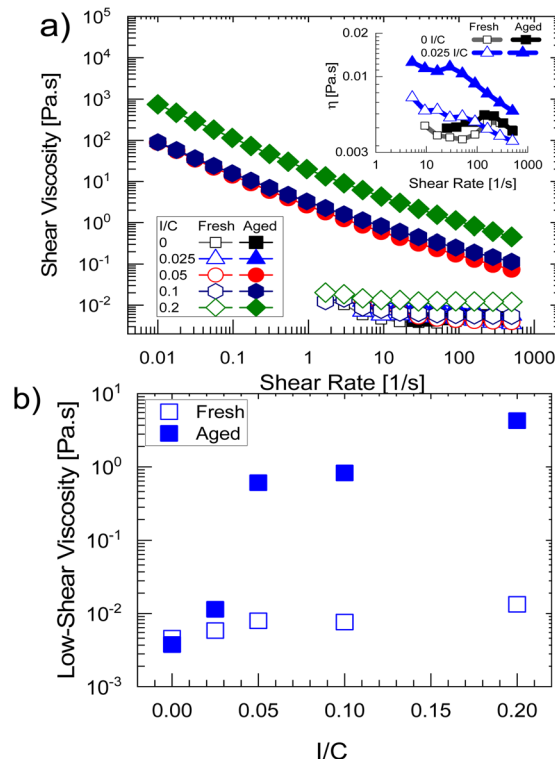 a)
Shear Viscosity [Pa.s]
10^5
10^4
10^3
10^2
10^1
10^0
10^-1
10^-2
10^-3
0.01 0.1 1 10 100 1000
Shear Rate [1/s]
I/C Fresh Aged
0
0.025
0.05
0.1
0.2
Fresh Aged
0 I/C
0.025 I/C
η [Pa.s]
0.02
0.01
0.003
1 10 100 1000
Shear Rate [1/s]
b)
Low-Shear Viscosity [Pa.s]
Fresh
Aged
10^1
10^0
10^-1
10^-2
10^-3
0.00 0.05 0.10 0.15 0.20
I/C